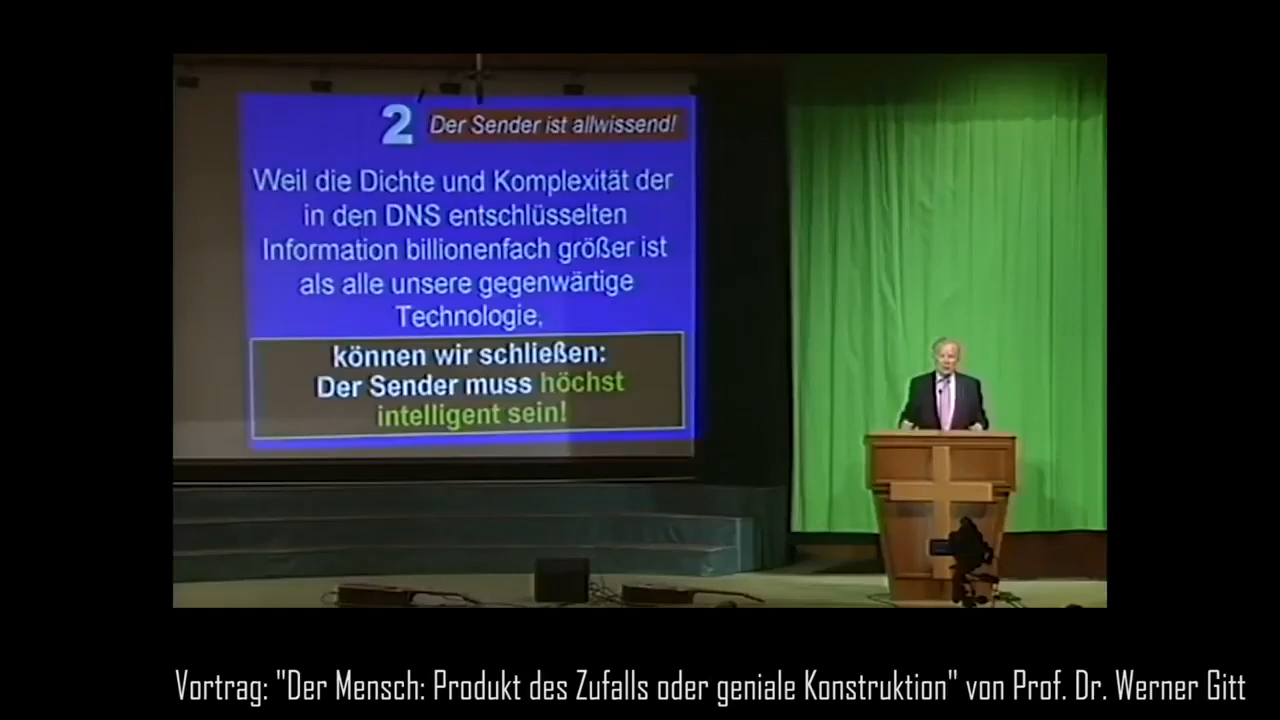 2 Der Sender ist allwissend!
Weil die Dichte und Komplexität der
in den DNS entschlüsselten
Information billionenfach größer ist
als alle unsere gegenwärtige
Technologie,
können wir schließen:
Der Sender muss höchst
intelligent sein!
Vortrag: "Der Mensch: Produkt des Zufalls oder geniale Konstruktion" von Prof. Dr. Werner Gitt